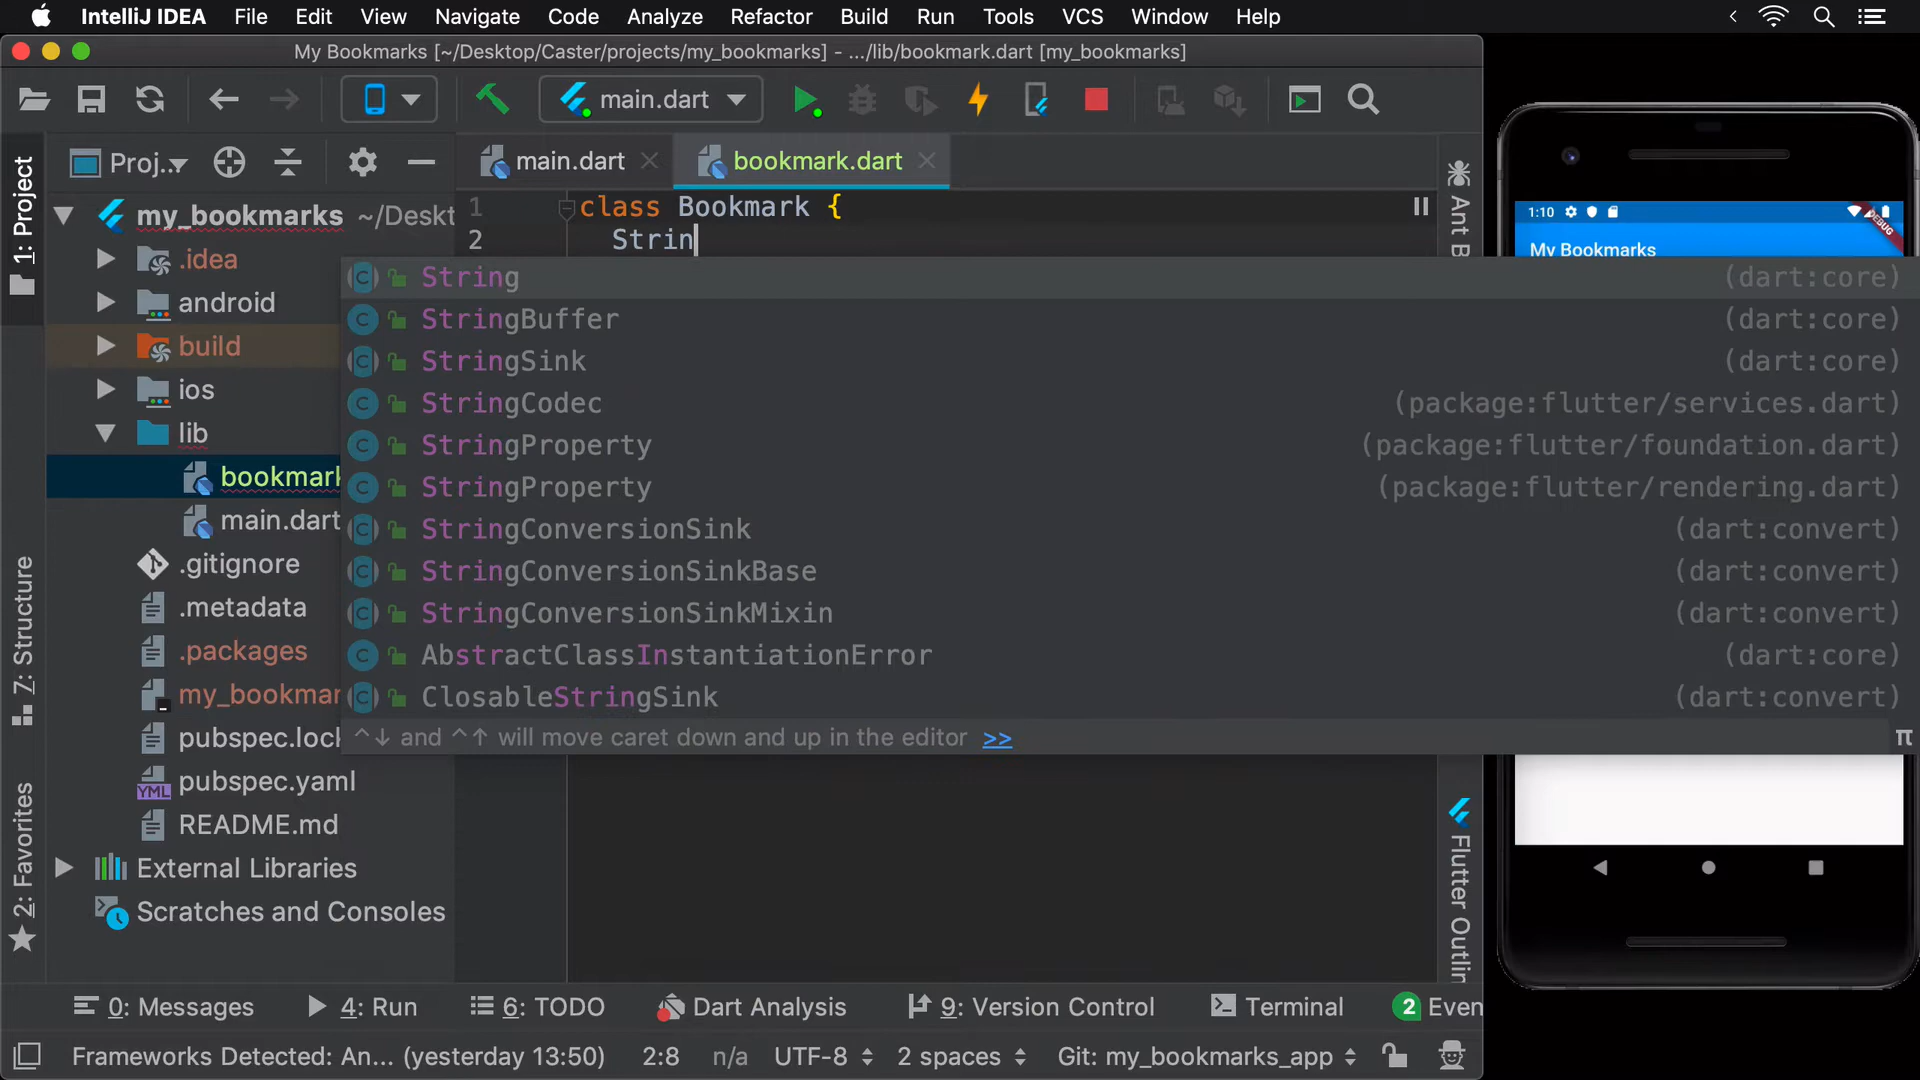 IntelliJ IDEA File Edit View Navigate Code Analyze Refactor Build Run Tools VCS Window Help
My Bookmarks [~/Desktop/Caster/projects/my_bookmarks] - .../lib/bookmark.dart [my_bookmarks]
main.dart
Proj..
main.dart
bookmark.dart
1: Project
7: Structure
2: Favorites
my_bookmarks ~/Deskt
.idea
android
build
ios
lib
bookmark
main.dart
.gitignore
.metadata
.packages
my_bookmar
pubspec.lock
YML pubspec.yaml
README.md
External Libraries
Scratches and Consoles
1 class Bookmark {
2 Strin
String (dart:core)
StringBuffer (dart:core)
StringSink (dart:core)
StringCodec (package:flutter/services.dart)
StringProperty (package:flutter/foundation.dart)
StringProperty (package:flutter/rendering.dart)
StringConversionSink (dart:convert)
StringConversionSinkBase (dart:convert)
StringConversionSinkMixin (dart:convert)
AbstractClassInstantiationError (dart:core)
ClosableStringSink (dart:convert)
^↓ and ^↑ will move caret down and up in the editor >> π
Ant B
Flutter Outlin
1:10
DEBUG
My Bookmarks
0: Messages 4: Run 6: TODO Dart Analysis 9: Version Control Terminal 2 Even
Frameworks Detected: An... (yesterday 13:50) 2:8 n/a UTF-8 2 spaces Git: my_bookmarks_app